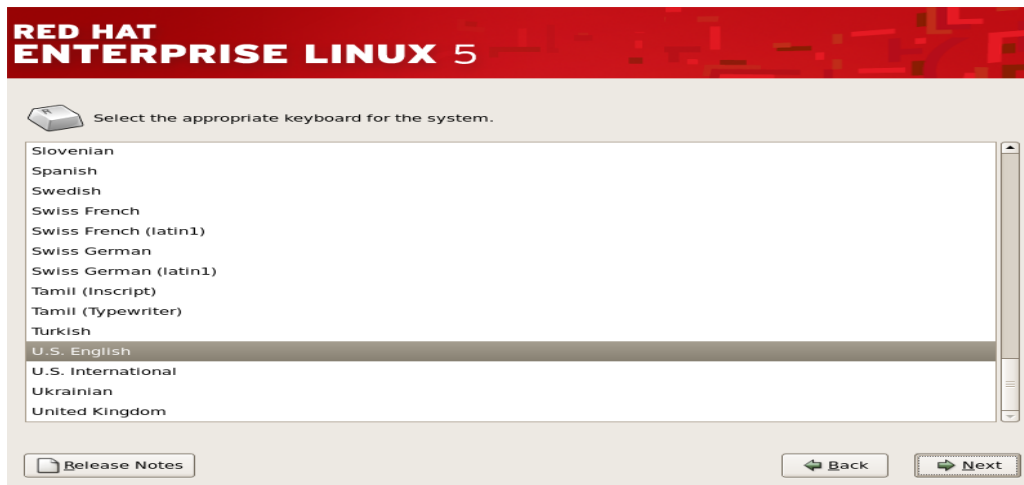 RED HAT
ENTERPRISE LINUX 5
R
Select the appropriate keyboard for the system.
Slovenian
Spanish
Swedish
Swiss French
Swiss French (latin1)
Swiss German
Swiss German (latin1)
Tamil (Inscript)
Tamil (Typewriter)
Turkish
U.S. English
U.S. International
Ukrainian
United Kingdom
Release Notes
Back
Next